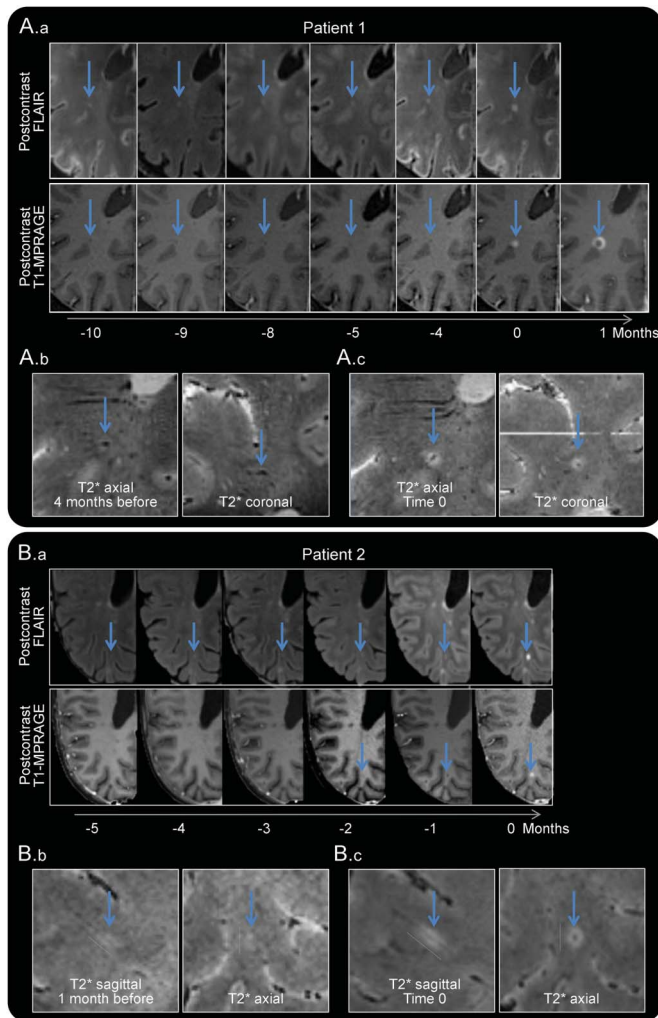 A.a
Patient 1
Postcontrast
FLAIR
Postcontrast
T1-MPRAGE
-10
-9
-8
-5
-4
0
1 Months
A.b
A.c
T2* axial
4 months before
T2* coronal
T2* axial
Time 0
T2* coronal
B.a
Patient 2
Postcontrast
FLAIR
Postcontrast
T1-MPRAGE
-5
-4
-3
-2
-1
0 Months
B.b
B.c
T2* sagittal
1 month before
T2* axial
T2* sagittal
Time 0
T2* axial